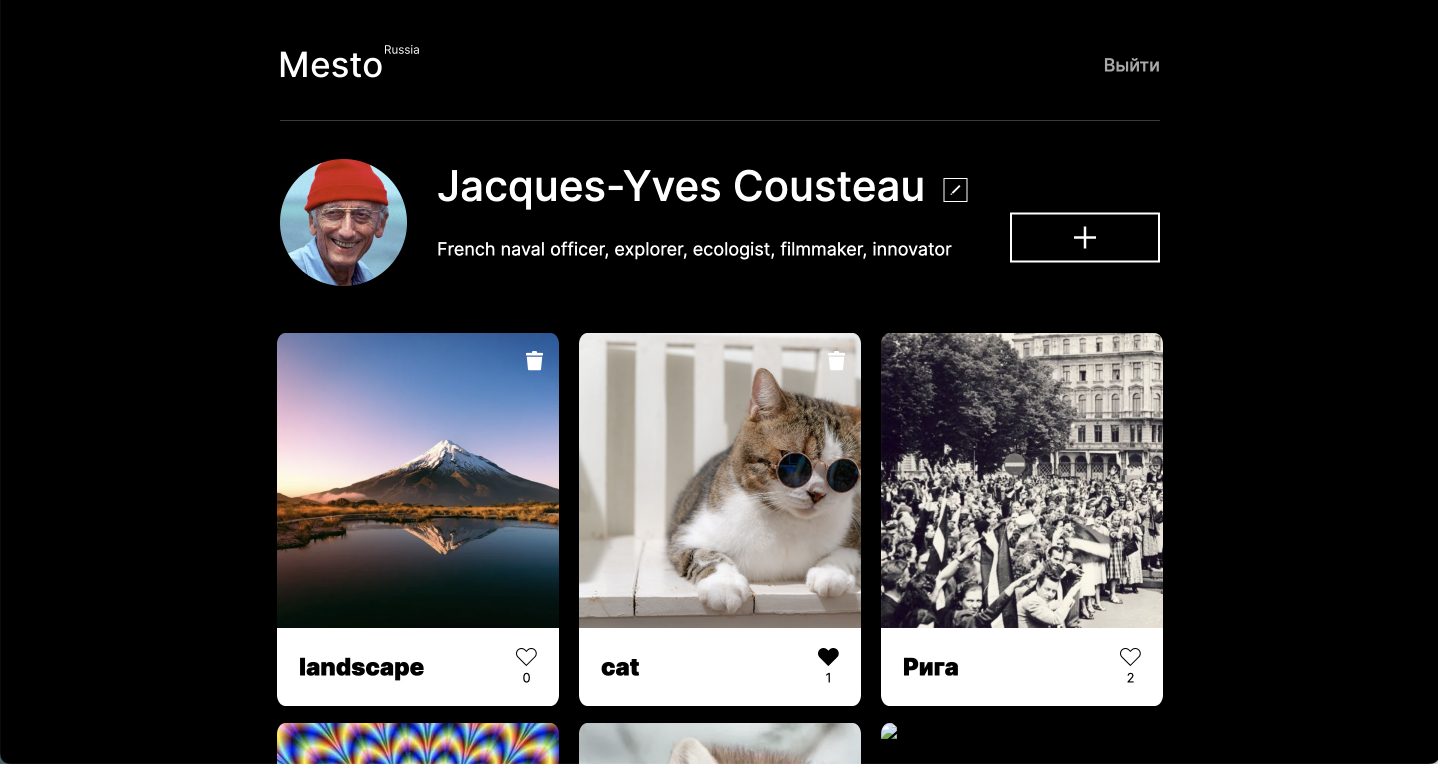 Mesto Russia
Выйти
Jacques-Yves Cousteau
French naval officer, explorer, ecologist, filmmaker, innovator
landscape
0
cat
1
Рига
2